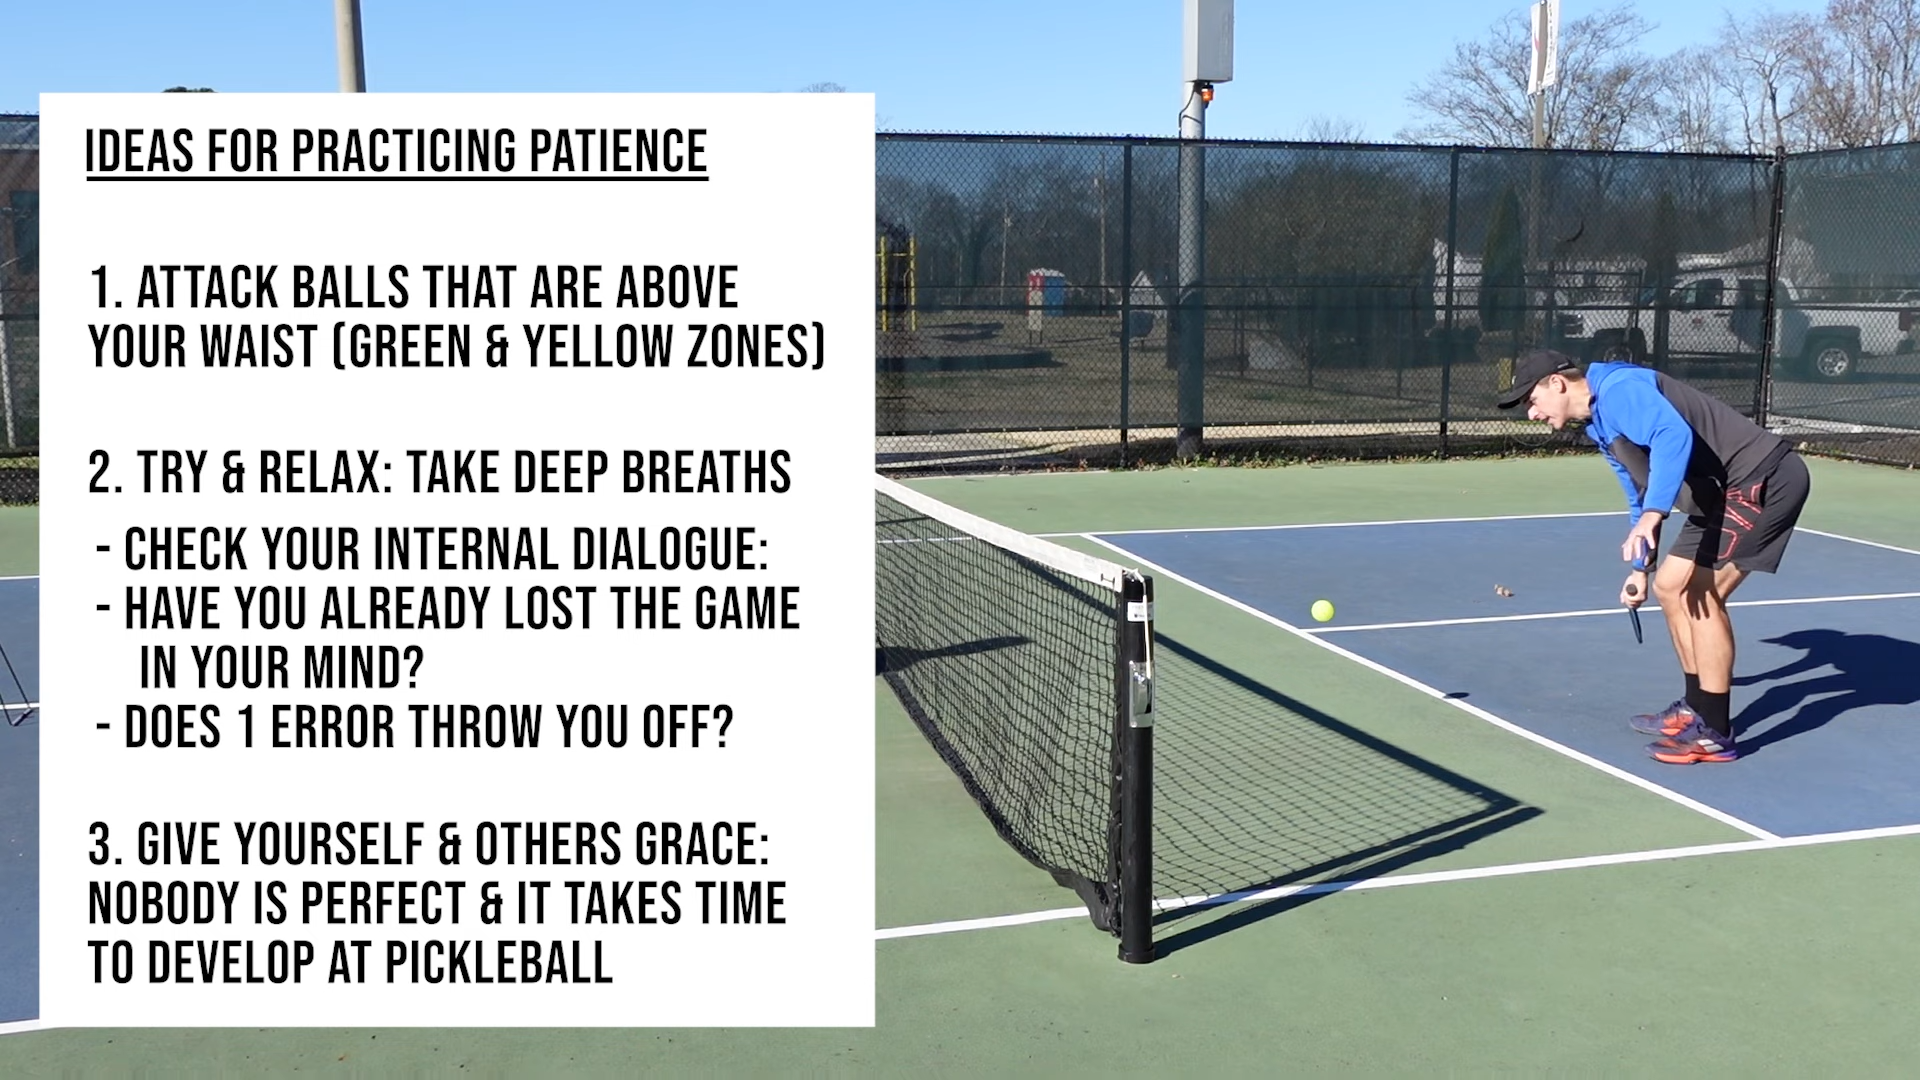 IDEAS FOR PRACTICING PATIENCE
1. ATTACK BALLS THAT ARE ABOVE
YOUR WAIST (GREEN & YELLOW ZONES)
2. TRY & RELAX: TAKE DEEP BREATHS
- CHECK YOUR INTERNAL DIALOGUE:
- HAVE YOU ALREADY LOST THE GAME
IN YOUR MIND?
- DOES 1 ERROR THROW YOU OFF?
3. GIVE YOURSELF & OTHERS GRACE:
NOBODY IS PERFECT & IT TAKES TIME
TO DEVELOP AT PICKLEBALL